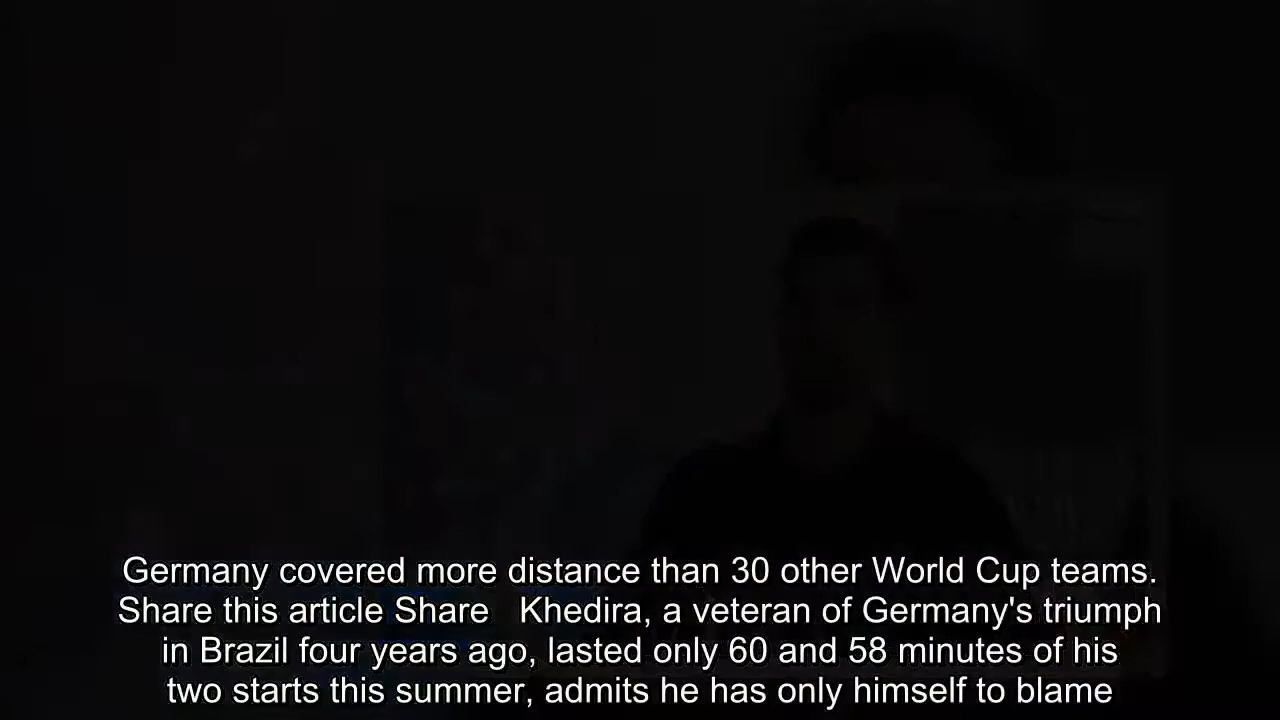 Germany covered more distance than 30 other World Cup teams.
Share this article Share   Khedira, a veteran of Germany's triumph
in Brazil four years ago, lasted only 60 and 58 minutes of his
two starts this summer, admits he has only himself to blame